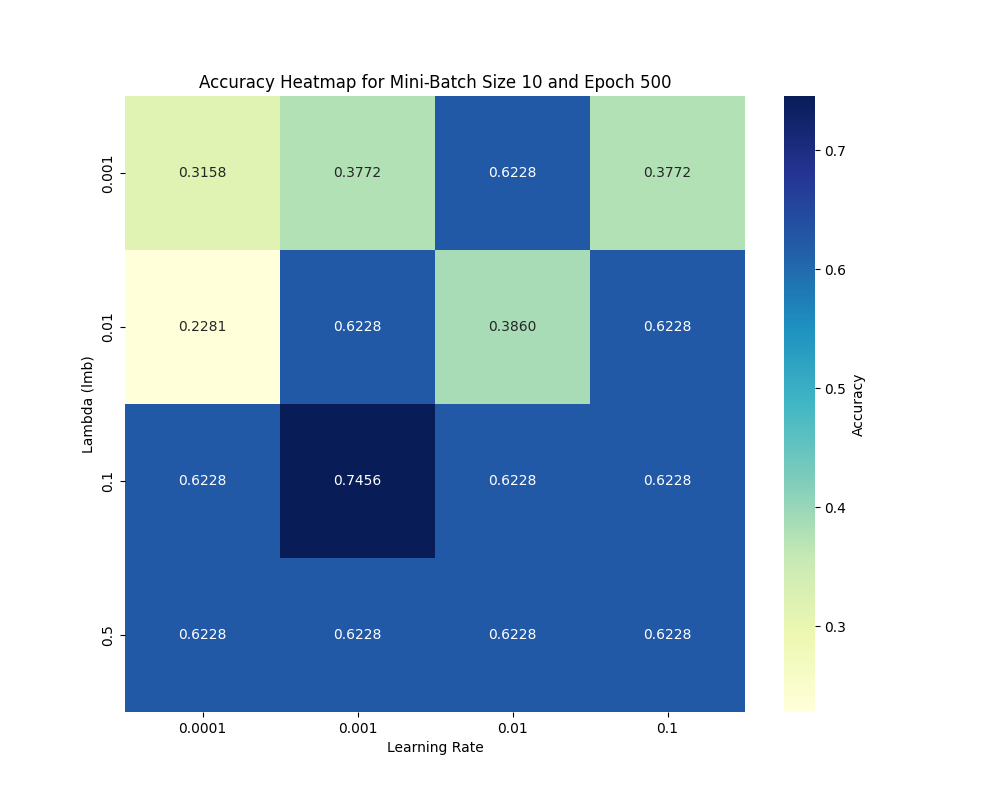 Accuracy Heatmap for Mini-Batch Size 10 and Epoch 500
0.001
0.3158 0.3772 0.6228 0.3772
0.01
0.2281 0.6228 0.3860 0.6228
0.1
0.6228 0.7456 0.6228 0.6228
0.5
0.6228 0.6228 0.6228 0.6228
Lambda (lmb)
0.0001 0.001 0.01 0.1
Learning Rate
0.7
0.6
0.5
0.4
0.3
Accuracy